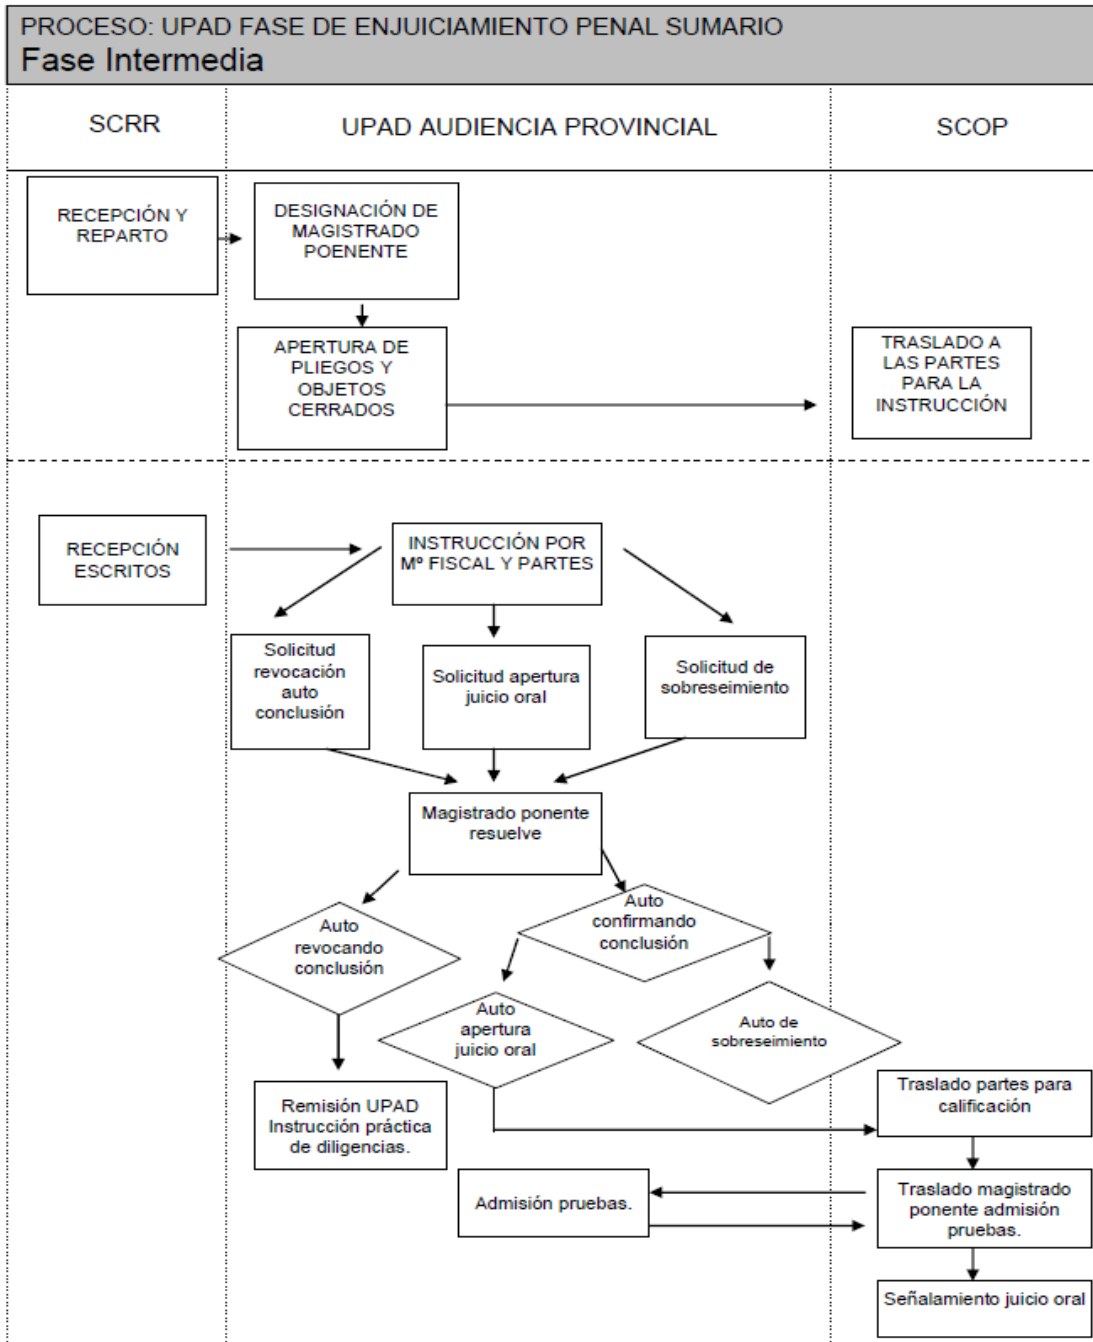 PROCESO: UPAD FASE DE ENJUICIAMIENTO PENAL SUMARIO
Fase Intermedia
SCRR
UPAD AUDIENCIA PROVINCIAL
SCOP
RECEPCIÓN Y
REPARTO
DESIGNACIÓN DE
MAGISTRADO
POENENTE
APERTURA DE
PLIEGOS Y
OBJETOS
CERRADOS
TRASLADO A
LAS PARTES
PARA LA
INSTRUCCIÓN
RECEPCIÓN
ESCRITOS
INSTRUCCIÓN POR
Mº FISCAL Y PARTES
Solicitud
revocación
auto
conclusión
Solicitud apertura
juicio oral
Solicitud de
sobreseimiento
Magistrado ponente
resuelve
Auto
revocando
conclusión
Auto
confirmando
conclusión
Auto
apertura
juicio oral
Auto de
sobreseimiento
Remisión UPAD
Instrucción práctica
de diligencias.
Traslado partes para
calificación
Admisión pruebas.
Traslado magistrado
ponente admisión
pruebas.
Señalamiento juicio oral